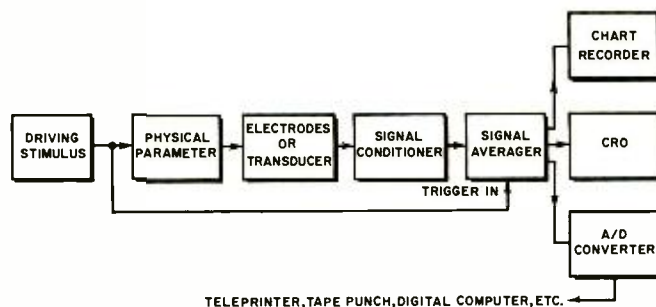 CHART
RECORDER
DRIVING
STIMULUS
PHYSICAL
PARAMETER
ELECTRODES
OR
TRANSDUCER
SIGNAL
CONDITIONER
SIGNAL
AVERAGER
CRO
TRIGGER IN
A/D
CONVERTER
TELEPRINTER, TAPE PUNCH, DIGITAL COMPUTER, ETC.